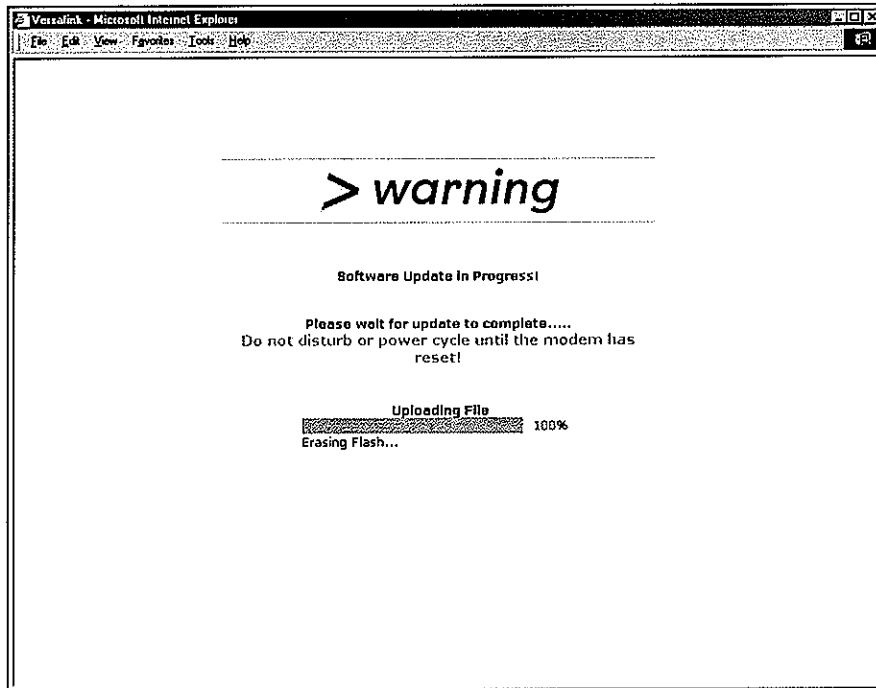 Versalink - Microsoft Internet Explorer
File Edit View Favorites Tools Help
> warning
Software Update in Progress!
Please wait for update to complete.....
Do not disturb or power cycle until the modem has
reset!
Uploading File
100%
Erasing Flash...